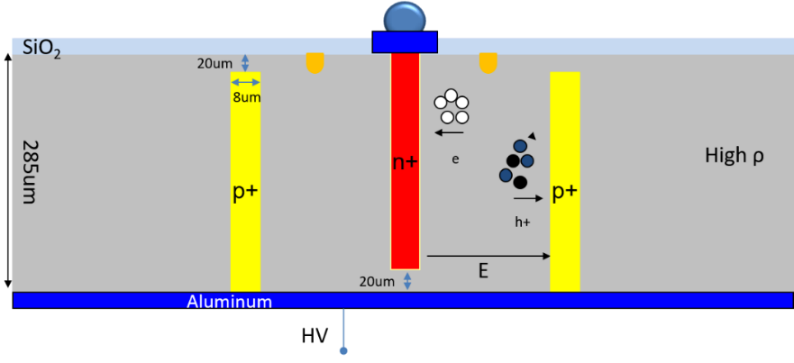 SiO2
20um
8um
285um
n+
e
High ρ
p+
p+
h+
E
20um
Aluminum
HV